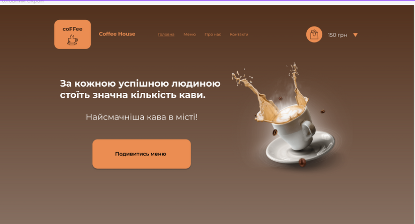 coFFee
Coffee House
Головна Меню Про нас Контакти
150 грн
За кожною успішною людиною
стоїть значна кількість кави.
Найсмачніша кава в місті!
Подивитись меню